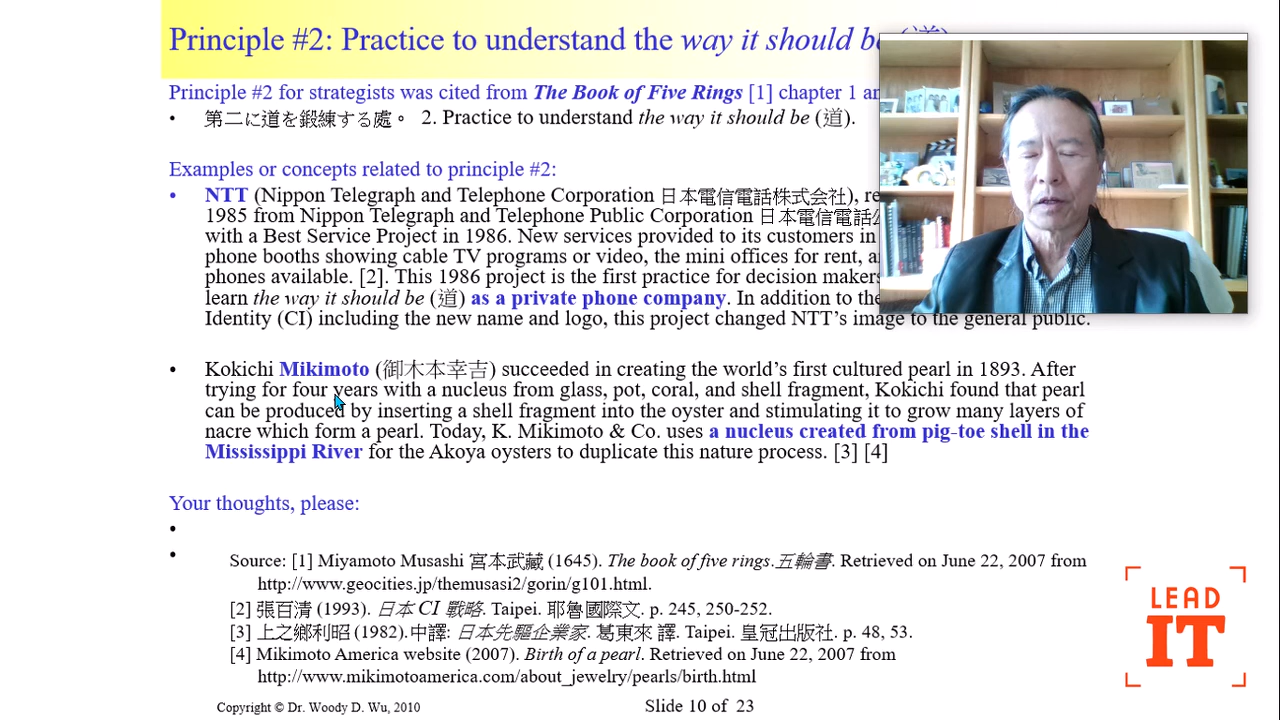 Principle #2: Practice to understand the way it should be (道)
Principle #2 for strategists was cited from The Book of Five Rings [1] chapter 1
• 第二に道を鍛練する處。 2. Practice to understand the way it should be (道).
Examples or concepts related to principle #2:
• NTT (Nippon Telegraph and Telephone Corporation 日本電信電話株式会社),
1985 from Nippon Telegraph and Telephone Public Corporation 日本電信電話
with a Best Service Project in 1986. New services provided to its customers in
phone booths showing cable TV programs or video, the mini offices for rent,
phones available. [2]. This 1986 project is the first practice for decision makers
learn the way it should be (道) as a private phone company. In addition to the
Identity (CI) including the new name and logo, this project changed NTT's image to the general public.
• Kokichi Mikimoto (御木本幸吉) succeeded in creating the world's first cultured pearl in 1893. After
trying for four years with a nucleus from glass, pot, coral, and shell fragment, Kokichi found that pearl
can be produced by inserting a shell fragment into the oyster and stimulating it to grow many layers of
nacre which form a pearl. Today, K. Mikimoto & Co. uses a nucleus created from pig-toe shell in the
Mississippi River for the Akoya oysters to duplicate this nature process. [3] [4]
Your thoughts, please:
•
•
Source: [1] Miyamoto Musashi 宮本武藏 (1645). The book of five rings.五輪書. Retrieved on June 22, 2007 from
http://www.geocities.jp/themusasi2/gorin/g101.html.
[2] 張百清 (1993). 日本CI 戰略. Taipei. 耶魯國際文. p. 245, 250-252.
[3] 上之鄉利昭 (1982).中譯: 日本先驅企業家. 葛東來 譯. Taipei. 皇冠出版社. p. 48, 53.
[4] Mikimoto America website (2007). Birth of a pearl. Retrieved on June 22, 2007 from
http://www.mikimotoamerica.com/about_jewelry/pearls/birth.html
Copyright © Dr. Woody D. Wu, 2010
Slide 10 of 23
LEAD
IT